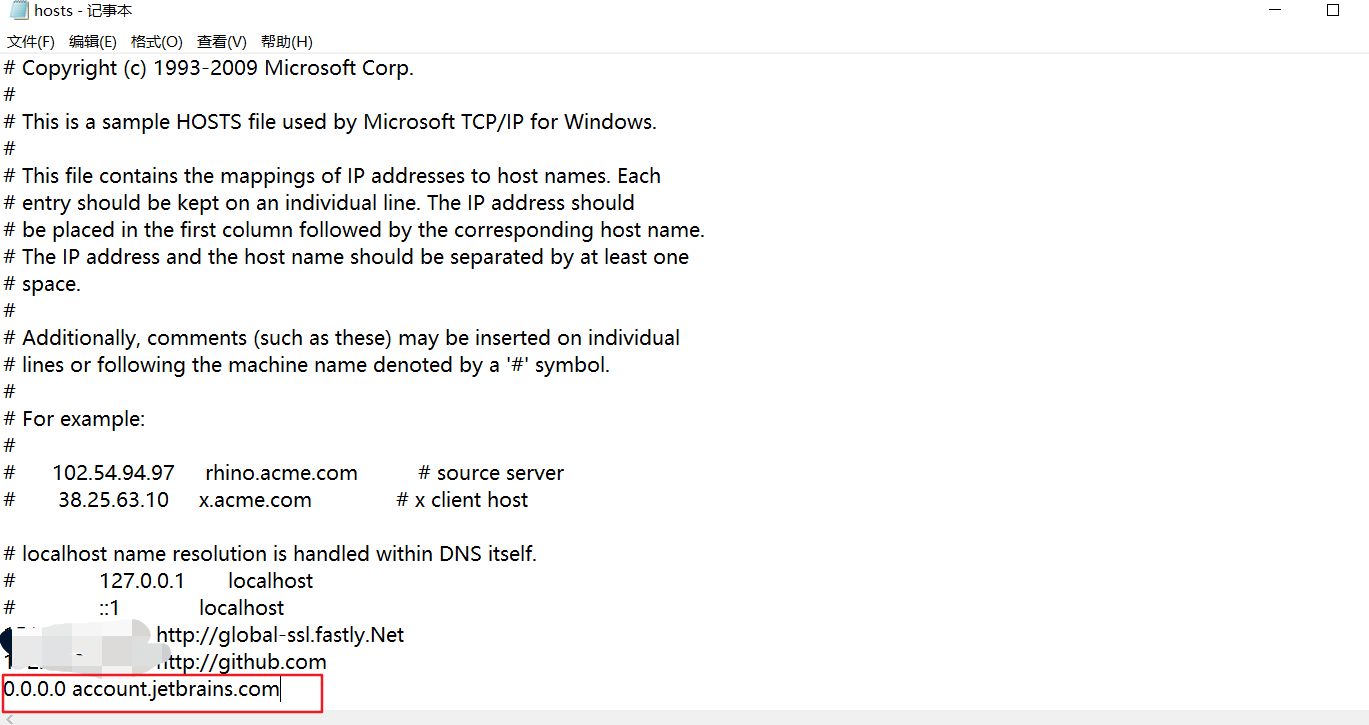 hosts - 记事本
文件(F) 编辑(E) 格式(O) 查看(V) 帮助(H)
# Copyright (c) 1993-2009 Microsoft Corp.
#
# This is a sample HOSTS file used by Microsoft TCP/IP for Windows.
#
# This file contains the mappings of IP addresses to host names. Each
# entry should be kept on an individual line. The IP address should
# be placed in the first column followed by the corresponding host name.
# The IP address and the host name should be separated by at least one
# space.
#
# Additionally, comments (such as these) may be inserted on individual
# lines or following the machine name denoted by a '#' symbol.
#
# For example:
#
# 102.54.94.97 rhino.acme.com # source server
# 38.25.63.10 x.acme.com # x client host
# localhost name resolution is handled within DNS itself.
# 127.0.0.1 localhost
# ::1 localhost
http://global-ssl.fastly.Net
http://github.com
0.0.0.0 account.jetbrains.com